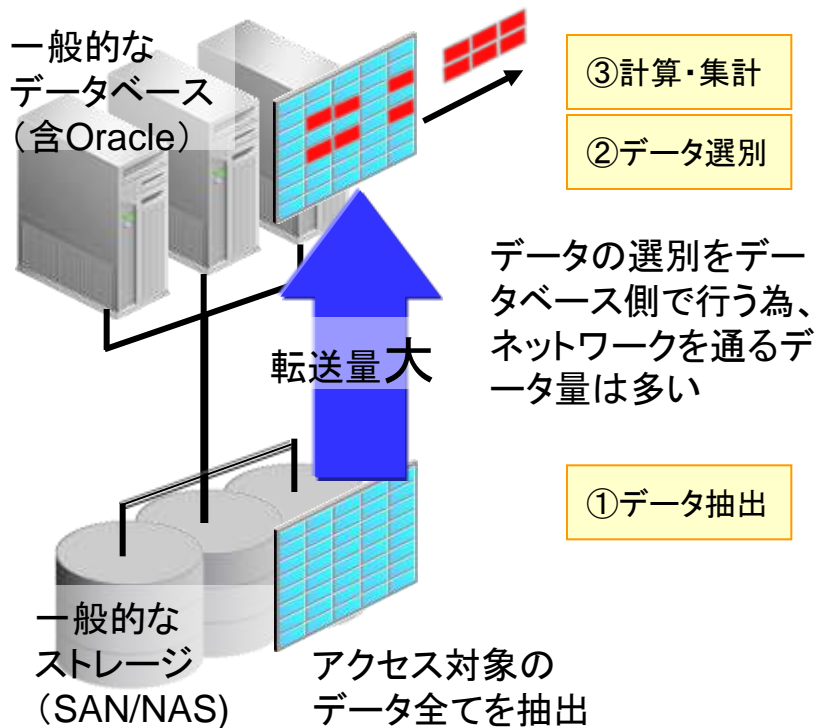 一般的な
データベース
（含Oracle）
③計算・集計
②データ選別
データの選別をデー
タベース側で行う為、
ネットワークを通るデ
ータ量は多い
転送量大
①データ抽出
一般的な
ストレージ
（SAN/NAS)
アクセス対象の
データ全てを抽出